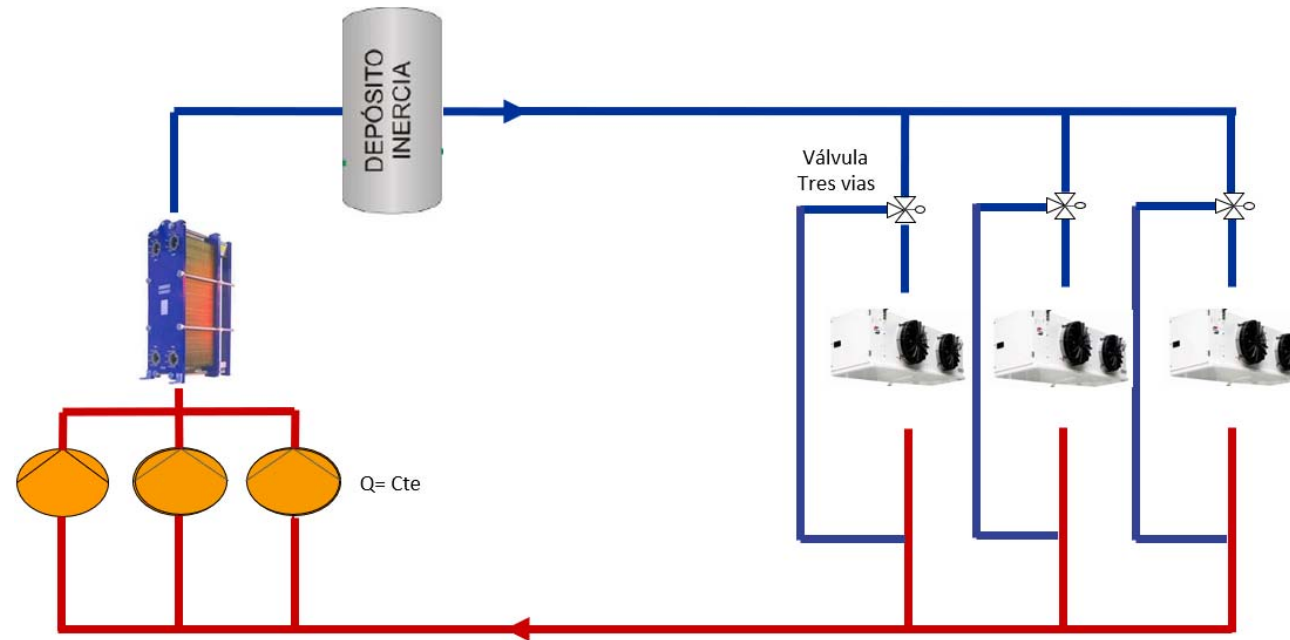 DEPÓSITO
INERCIA
Válvula
Tres vias
Q= Cte